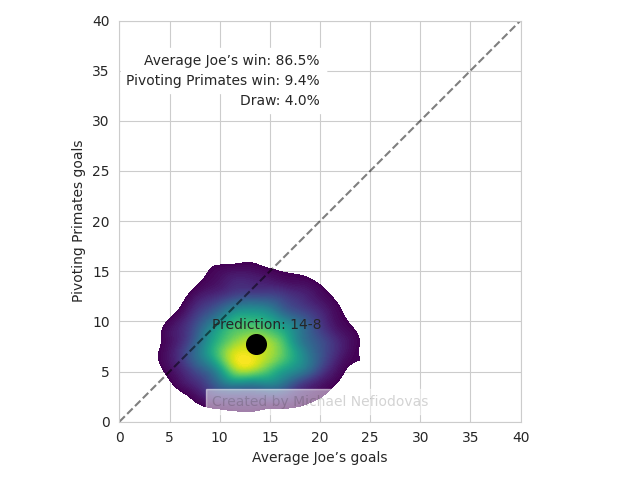 40
35
30
25
20
15
10
5
0
Pivoting Primates goals
Average Joe's win: 86.5%
Pivoting Primates win: 9.4%
Draw: 4.0%
Prediction: 14-8
Created by Michael Nefiodovas
0 5 10 15 20 25 30 35 40
Average Joe's goals